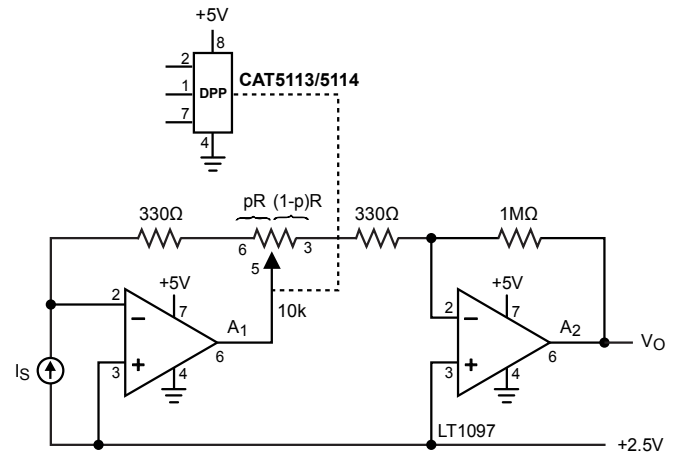 +5V
8
2
CAT5113/5114
1
DPP
7
4
pR (1-p)R
330Ω
330Ω
1MΩ
6
3
5
+5V
+5V
10k
2
7
2
7
–
A1
–
A2
VO
+
6
+
6
IS
3
4
3
4
LT1097
+2.5V